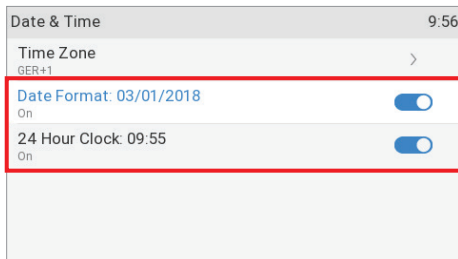 Date & Time 9:56
Time Zone
GER+1
Date Format: 03/01/2018
On
24 Hour Clock: 09:55
On